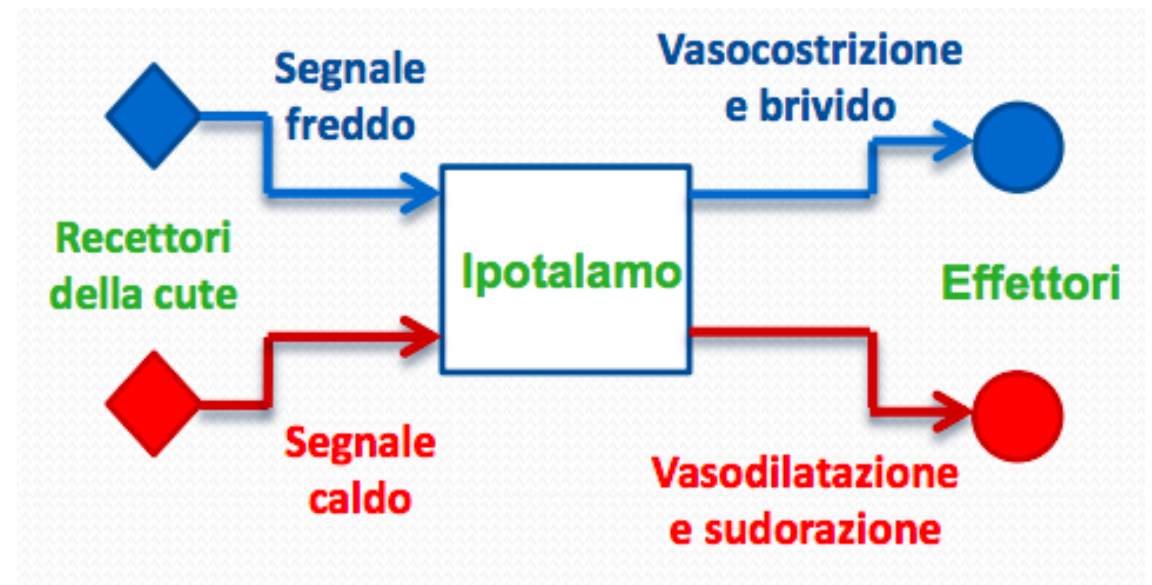 Segnale
freddo
Vasocostrizione
e brivido
Recettori
della cute
Ipotalamo
Effettori
Segnale
caldo
Vasodilatazione
e sudorazione